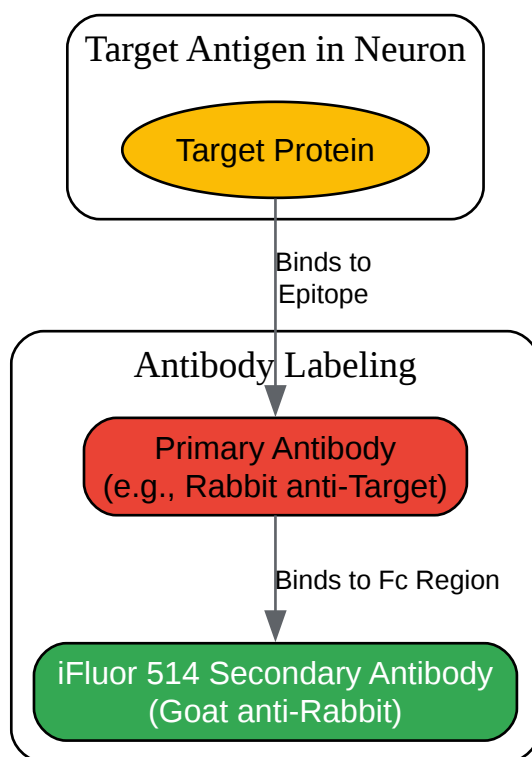 Target Antigen in Neuron
Target Protein
Binds to
Epitope
Antibody Labeling
Primary Antibody
(e.g., Rabbit anti-Target)
Binds to Fc Region
iFluor 514 Secondary Antibody
(Goat anti-Rabbit)